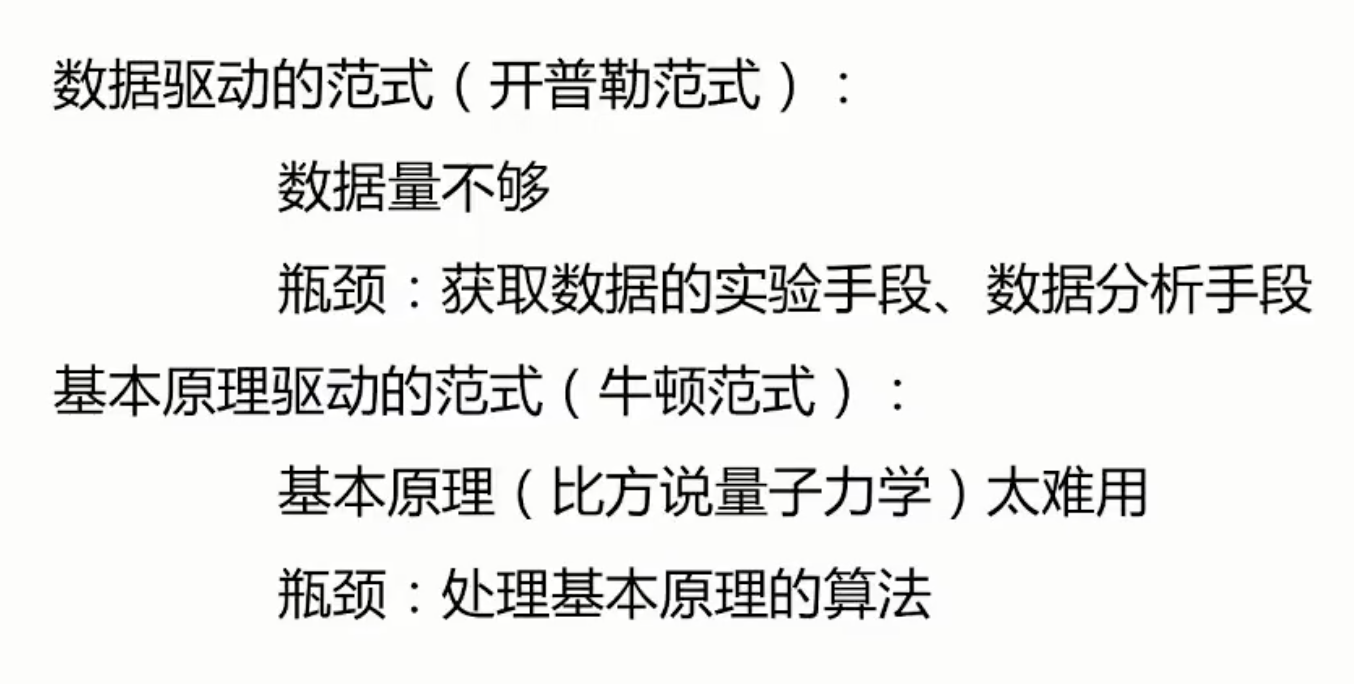 数据驱动的范式（开普勒范式）：
数据量不够
瓶颈：获取数据的实验手段、数据分析手段
基本原理驱动的范式（牛顿范式）：
基本原理（比方说量子力学）太难用
瓶颈：处理基本原理的算法